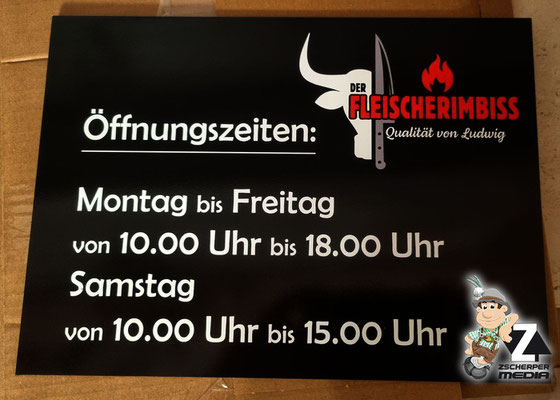 DER
FLEISCHERIMBISS
Qualität von Ludwig
Öffnungszeiten:
Montag bis Freitag
von 10.00 Uhr bis 18.00 Uhr
Samstag
von 10.00 Uhr bis 15.00 Uhr
Z
ZSCHERPER
MEDIA